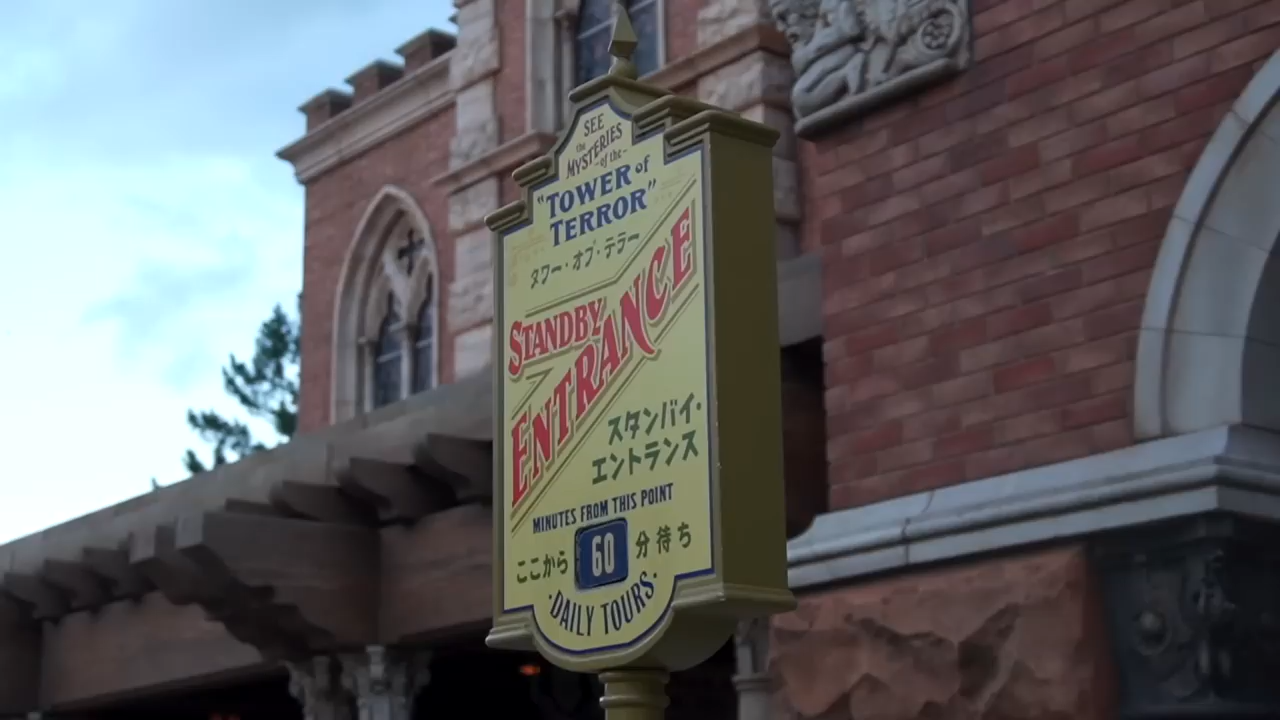 SEE
the
MYSTERIES
-of the-
"TOWER of
TERROR"
タワー・オブ・テラー
STANDBY
ENTRANCE
スタンバイ・
エントランス
MINUTES FROM THIS POINT
ここから 60 分待ち
·DAILY TOURS·